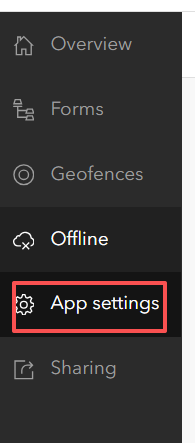 Overview
Forms
Geofences
Offline
App settings
Sharing